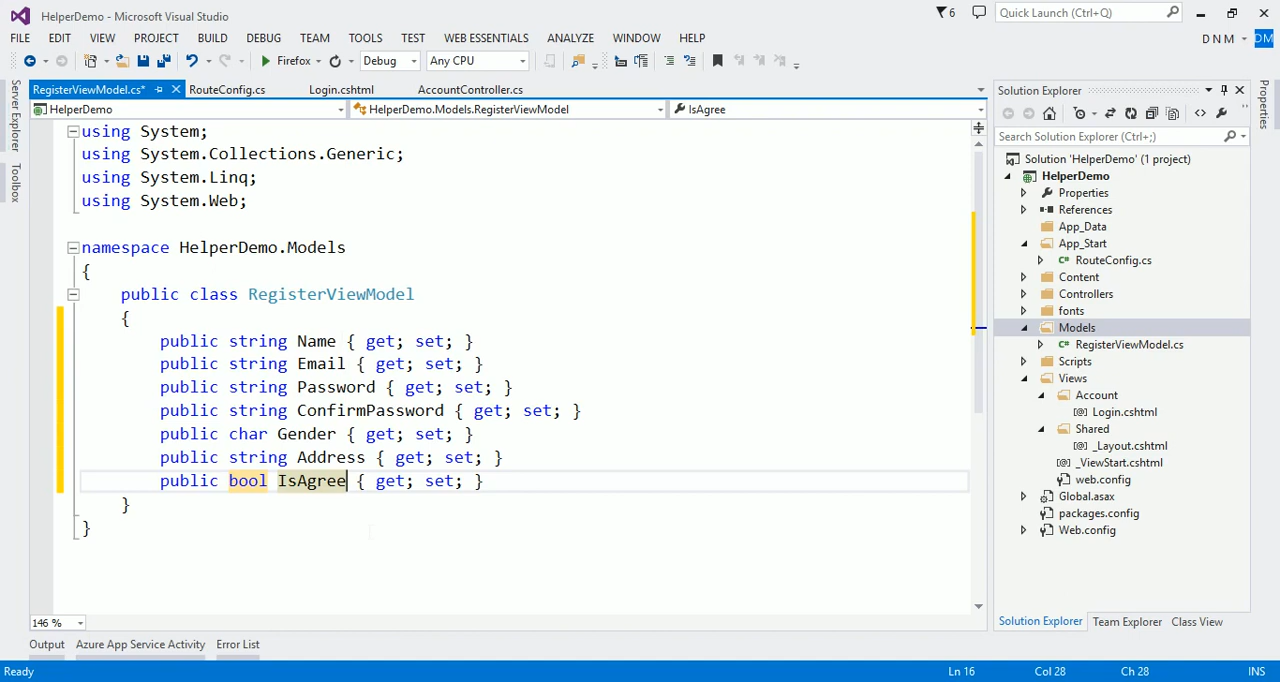 HelperDemo - Microsoft Visual Studio
6
Quick Launch (Ctrl+Q)
FILE EDIT VIEW PROJECT BUILD DEBUG TEAM TOOLS TEST WEB ESSENTIALS ANALYZE WINDOW HELP
D N M DM
Firefox Debug Any CPU
RegisterViewModel.cs* RouteConfig.cs Login.cshtml AccountController.cs
HelperDemo HelperDemo.Models.RegisterViewModel IsAgree
Server Explorer
Toolbox
using System;
using System.Collections.Generic;
using System.Linq;
using System.Web;
namespace HelperDemo.Models
{
public class RegisterViewModel
{
public string Name { get; set; }
public string Email { get; set; }
public string Password { get; set; }
public string ConfirmPassword { get; set; }
public char Gender { get; set; }
public string Address { get; set; }
public bool IsAgree { get; set; }
}
}
146 %
Solution Explorer
Search Solution Explorer (Ctrl+;)
Solution 'HelperDemo' (1 project)
HelperDemo
Properties
References
App_Data
App_Start
C# RouteConfig.cs
Content
Controllers
fonts
Models
C# RegisterViewModel.cs
Scripts
Views
Account
[@] Login.cshtml
Shared
[@] _Layout.cshtml
[@] _ViewStart.cshtml
web.config
Global.asax
packages.config
Web.config
Solution Explorer Team Explorer Class View
Properties
Output Azure App Service Activity Error List
Ready Ln 16 Col 28 Ch 28 INS